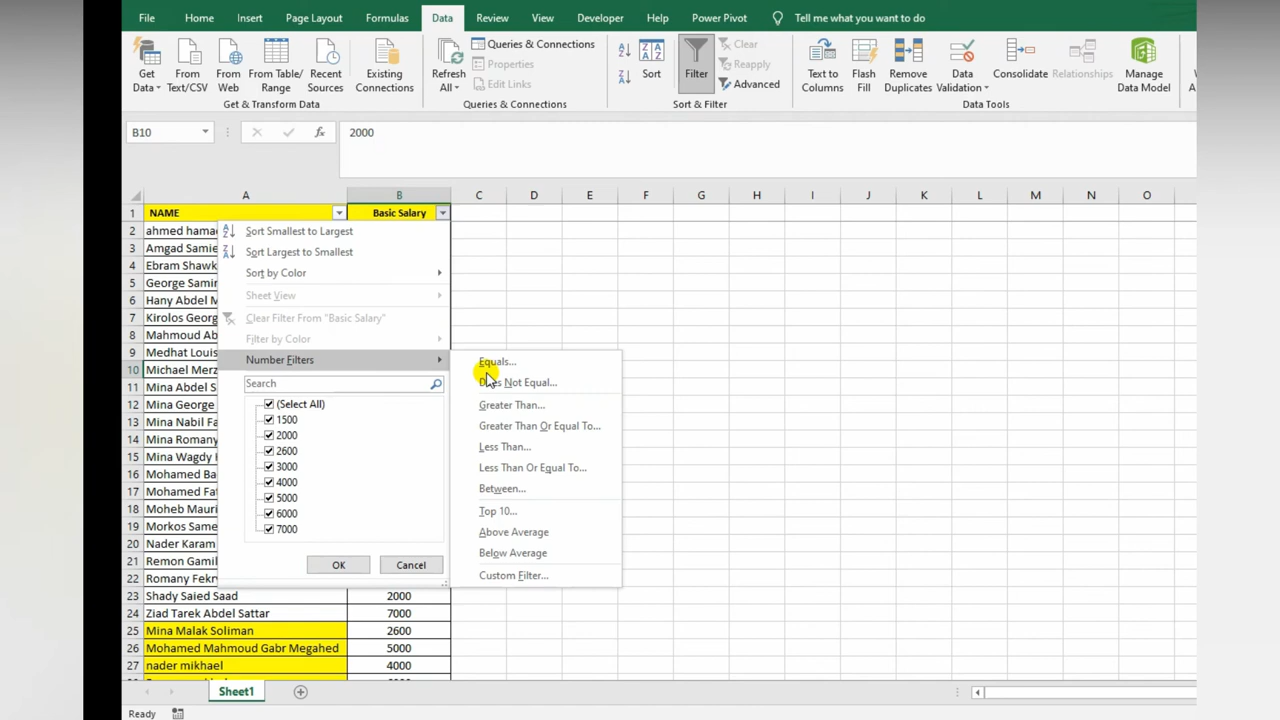 File Home Insert Page Layout Formulas Data Review View Developer Help Power Pivot Tell me what you want to do
Get Data
From Text/CSV
From Web
From Table/ Range
Recent Sources
Existing Connections
Get & Transform Data
Refresh All
Queries & Connections
Properties
Edit Links
Queries & Connections
Sort
Filter
Clear
Reapply
Advanced
Sort & Filter
Text to Columns
Flash Fill
Remove Duplicates
Data Validation
Consolidate
Relationships
Manage Data Model
Data Tools
B10 fx 2000
A B C D E F G H I J K L M N O
1 NAME Basic Salary
2 ahmed hama
3 Amgad Samie
4 Ebram Shawk
5 George Samir
6 Hany Abdel M
7 Kirolos Georg
8 Mahmoud Ab
9 Medhat Louis
10 Michael Merz
11 Mina Abdel S
12 Mina George
13 Mina Nabil Fa
14 Mina Romany
15 Mina Wagdy H
16 Mohamed Ba
17 Mohamed Fat
18 Moheb Mauri
19 Morkos Same
20 Nader Karam
21 Remon Gamil
22 Romany Fekry
23 Shady Saied Saad 2000
24 Ziad Tarek Abdel Sattar 7000
25 Mina Malak Soliman 2600
26 Mohamed Mahmoud Gabr Megahed 5000
27 nader mikhael 4000
Sort Smallest to Largest
Sort Largest to Smallest
Sort by Color
Sheet View
Clear Filter From "Basic Salary"
Filter by Color
Number Filters
Search
(Select All)
1500
2000
2600
3000
4000
5000
6000
7000
OK Cancel
Equals...
Does Not Equal...
Greater Than...
Greater Than Or Equal To...
Less Than...
Less Than Or Equal To...
Between...
Top 10...
Above Average
Below Average
Custom Filter...
Sheet1
Ready